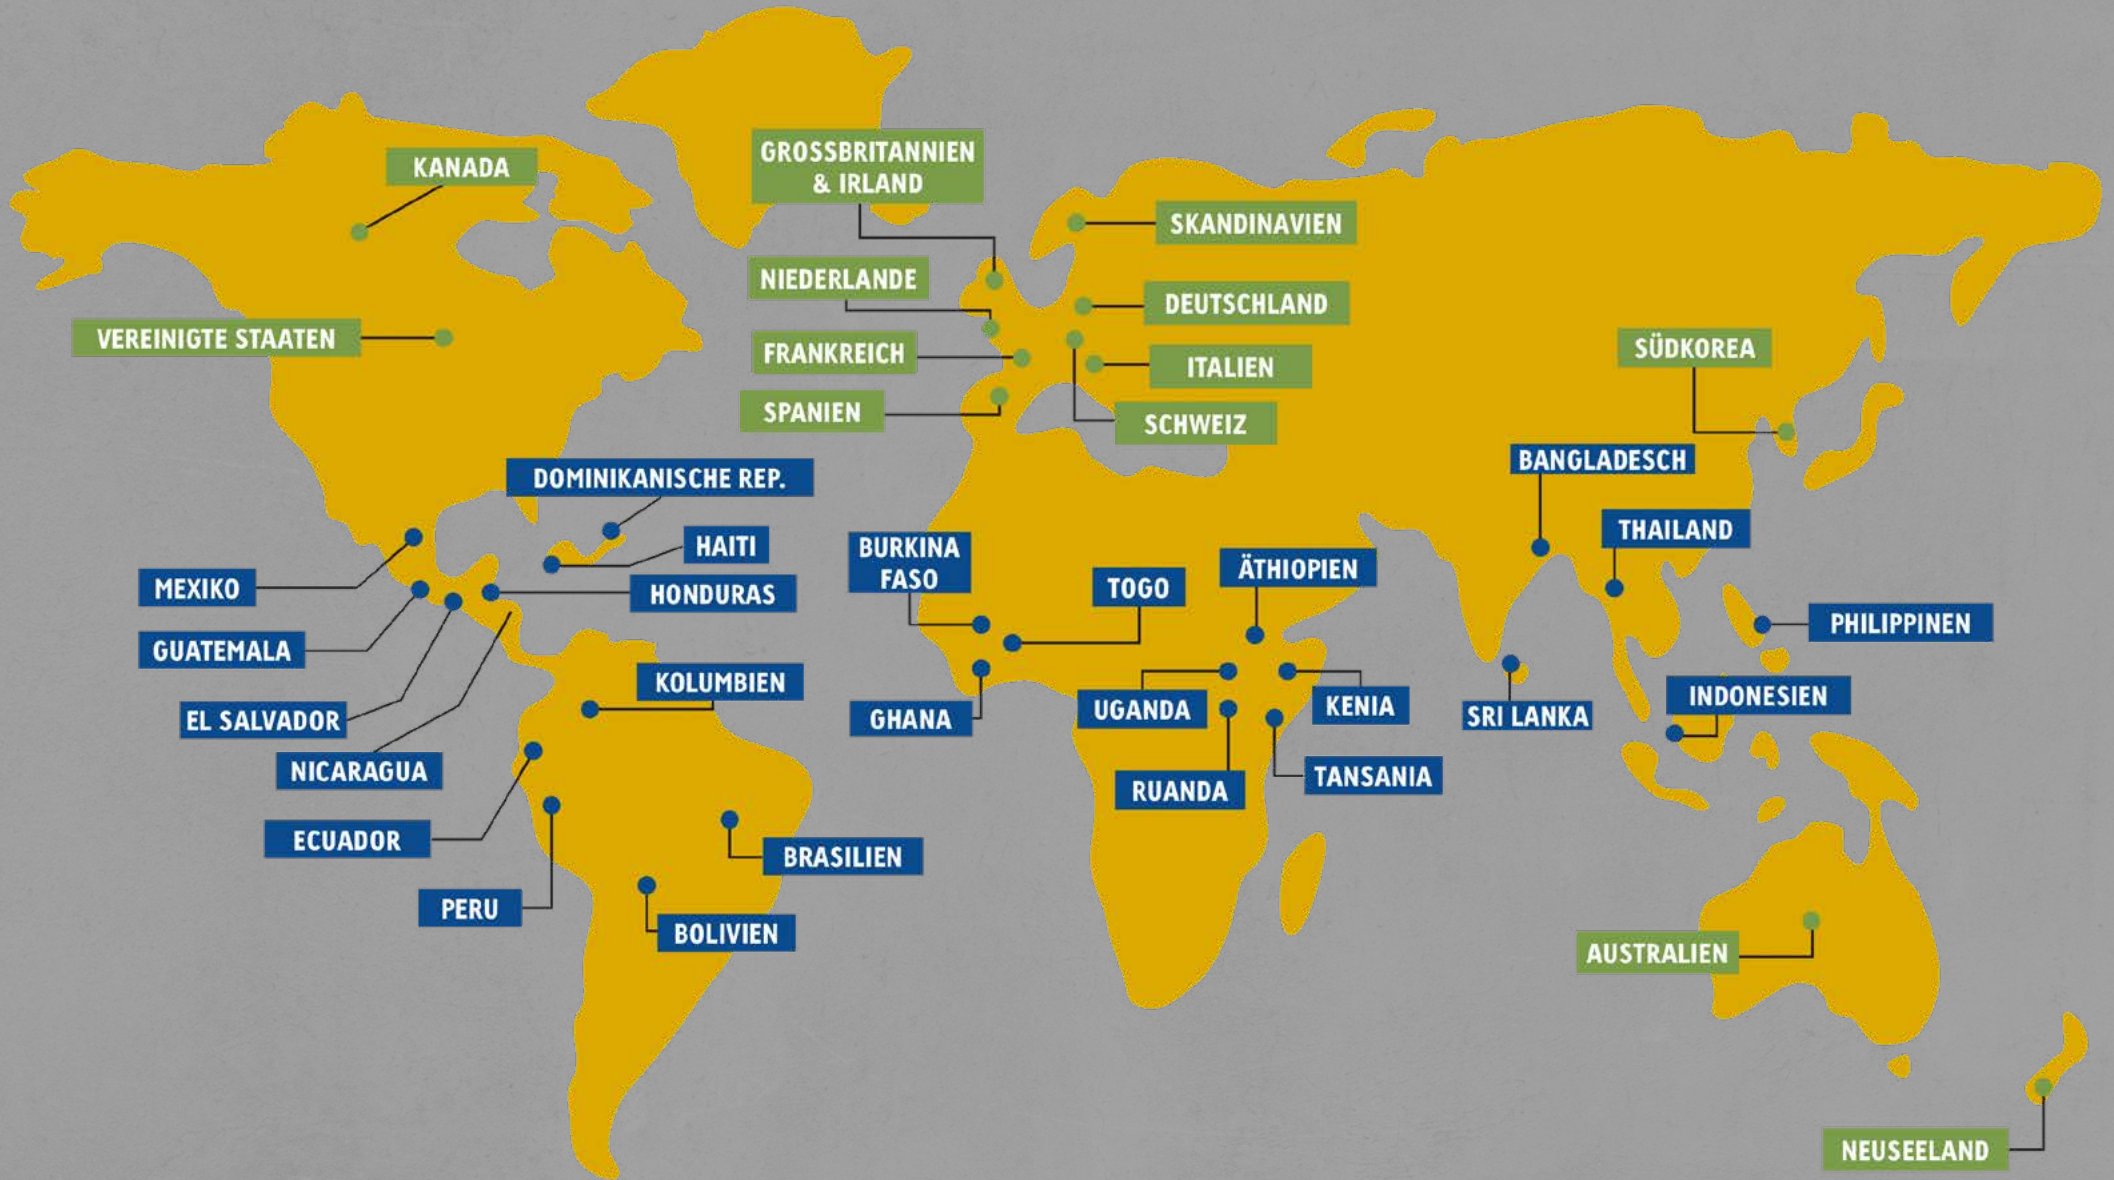 KANADA
GROSSBRITANNIEN
& IRLAND
SKANDINAVIEN
NIEDERLANDE
DEUTSCHLAND
VEREINIGTE STAATEN
FRANKREICH
ITALIEN
SÜDKOREA
SPANIEN
SCHWEIZ
BANGLADESCH
DOMINIKANISCHE REP.
THAILAND
HAITI
BURKINA
FASO
ÄTHIOPIEN
MEXIKO
HONDURAS
TOGO
PHILIPPINEN
GUATEMALA
KOLUMBIEN
INDONESIEN
EL SALVADOR
GHANA
UGANDA
KENIA
SRI LANKA
NICARAGUA
RUANDA
TANSANIA
ECUADOR
BRASILIEN
PERU
BOLIVIEN
AUSTRALIEN
NEUSEELAND